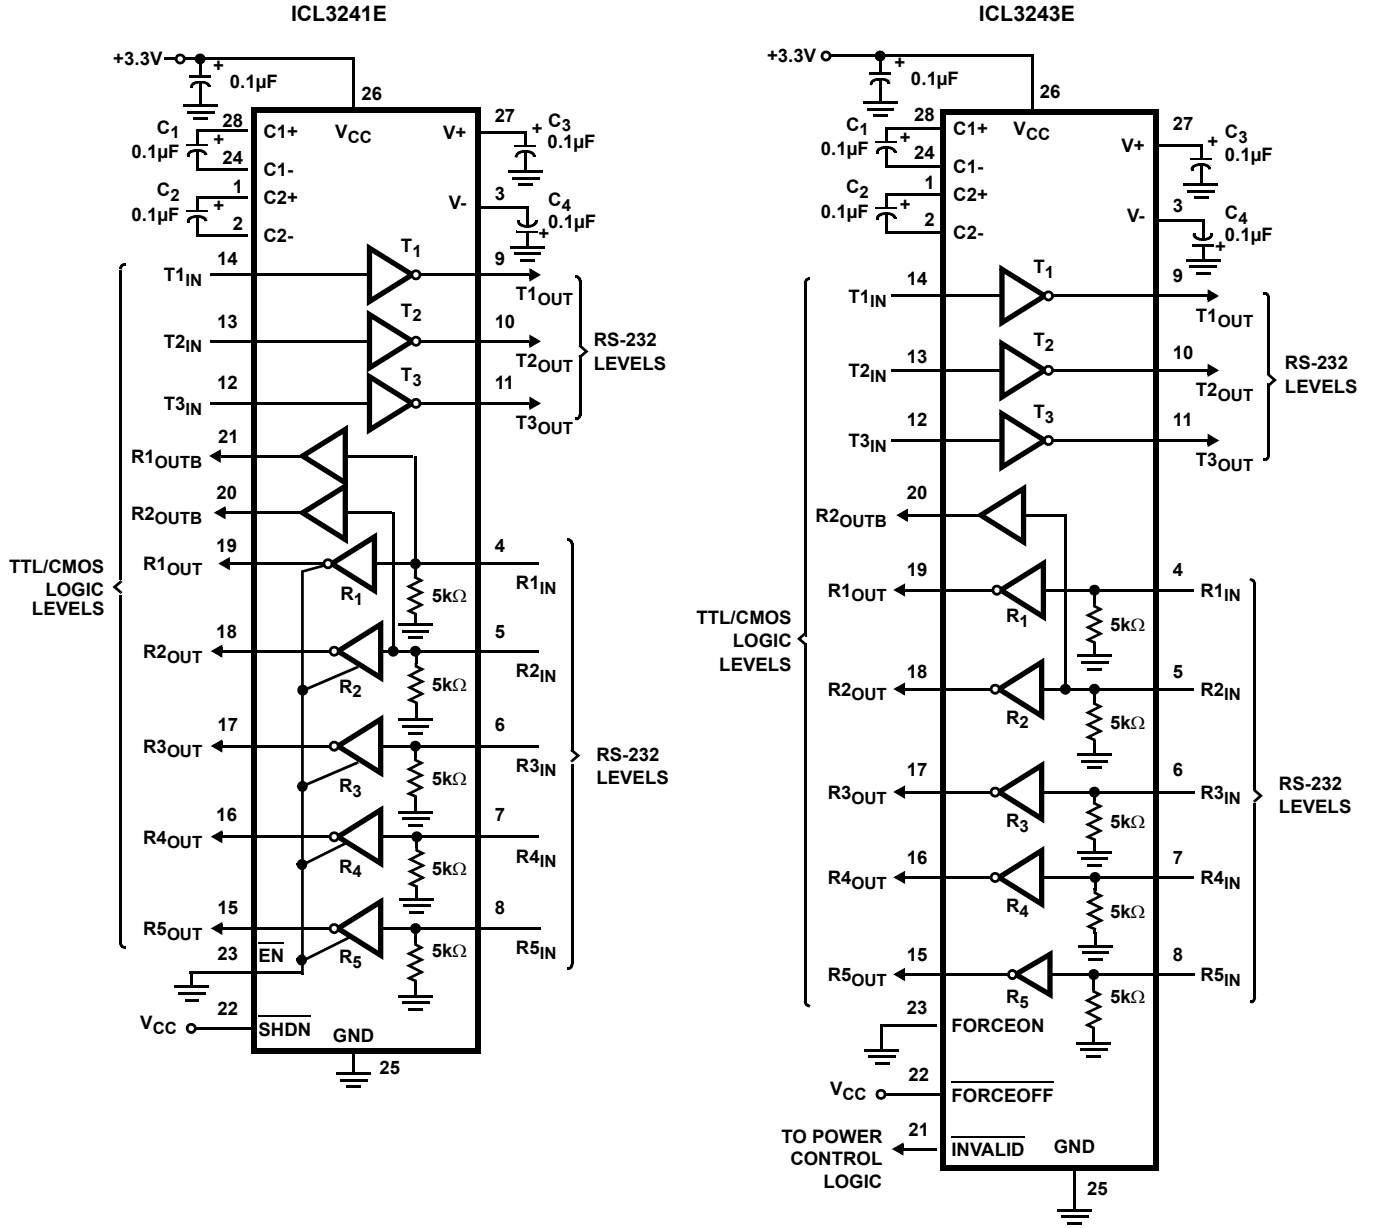 ICL3241E
+3.3V
+
0.1µF
26
C1
0.1µF
+
28
24
C1+
C1-
VCC
V+
27
+
C3
0.1µF
C2
0.1µF
+
1
2
C2+
C2-
V-
3
C4
0.1µF
+
T1IN
14
T1
9
T1OUT
T2IN
13
T2
10
T2OUT
T3IN
12
T3
11
T3OUT
RS-232
LEVELS
21
R1OUTB
20
R2OUTB
TTL/CMOS
LOGIC
LEVELS
19
R1OUT
R1
4
R1IN
5kΩ
18
R2OUT
R2
5
R2IN
5kΩ
17
R3OUT
R3
6
R3IN
5kΩ
RS-232
LEVELS
16
R4OUT
R4
7
R4IN
5kΩ
15
R5OUT
R5
8
R5IN
5kΩ
23
EN
22
VCC
SHDN
GND
25
ICL3243E
+3.3V
+
0.1µF
26
C1
0.1µF
+
28
24
C1+
C1-
VCC
V+
27
+
C3
0.1µF
C2
0.1µF
+
1
2
C2+
C2-
V-
3
C4
0.1µF
+
T1IN
14
T1
9
T1OUT
T2IN
13
T2
10
T2OUT
T3IN
12
T3
11
T3OUT
RS-232
LEVELS
20
R2OUTB
TTL/CMOS
LOGIC
LEVELS
19
R1OUT
R1
4
R1IN
5kΩ
18
R2OUT
R2
5
R2IN
5kΩ
17
R3OUT
R3
6
R3IN
5kΩ
RS-232
LEVELS
16
R4OUT
R4
7
R4IN
5kΩ
15
R5OUT
R5
8
R5IN
5kΩ
23
FORCEON
22
VCC
FORCEOFF
21
TO POWER
CONTROL
LOGIC
INVALID
GND
25